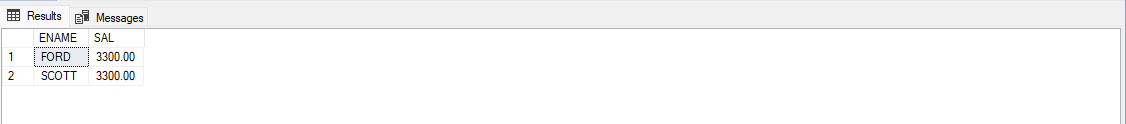 Results Messages
ENAME SAL
1 FORD 3300.00
2 SCOTT 3300.00